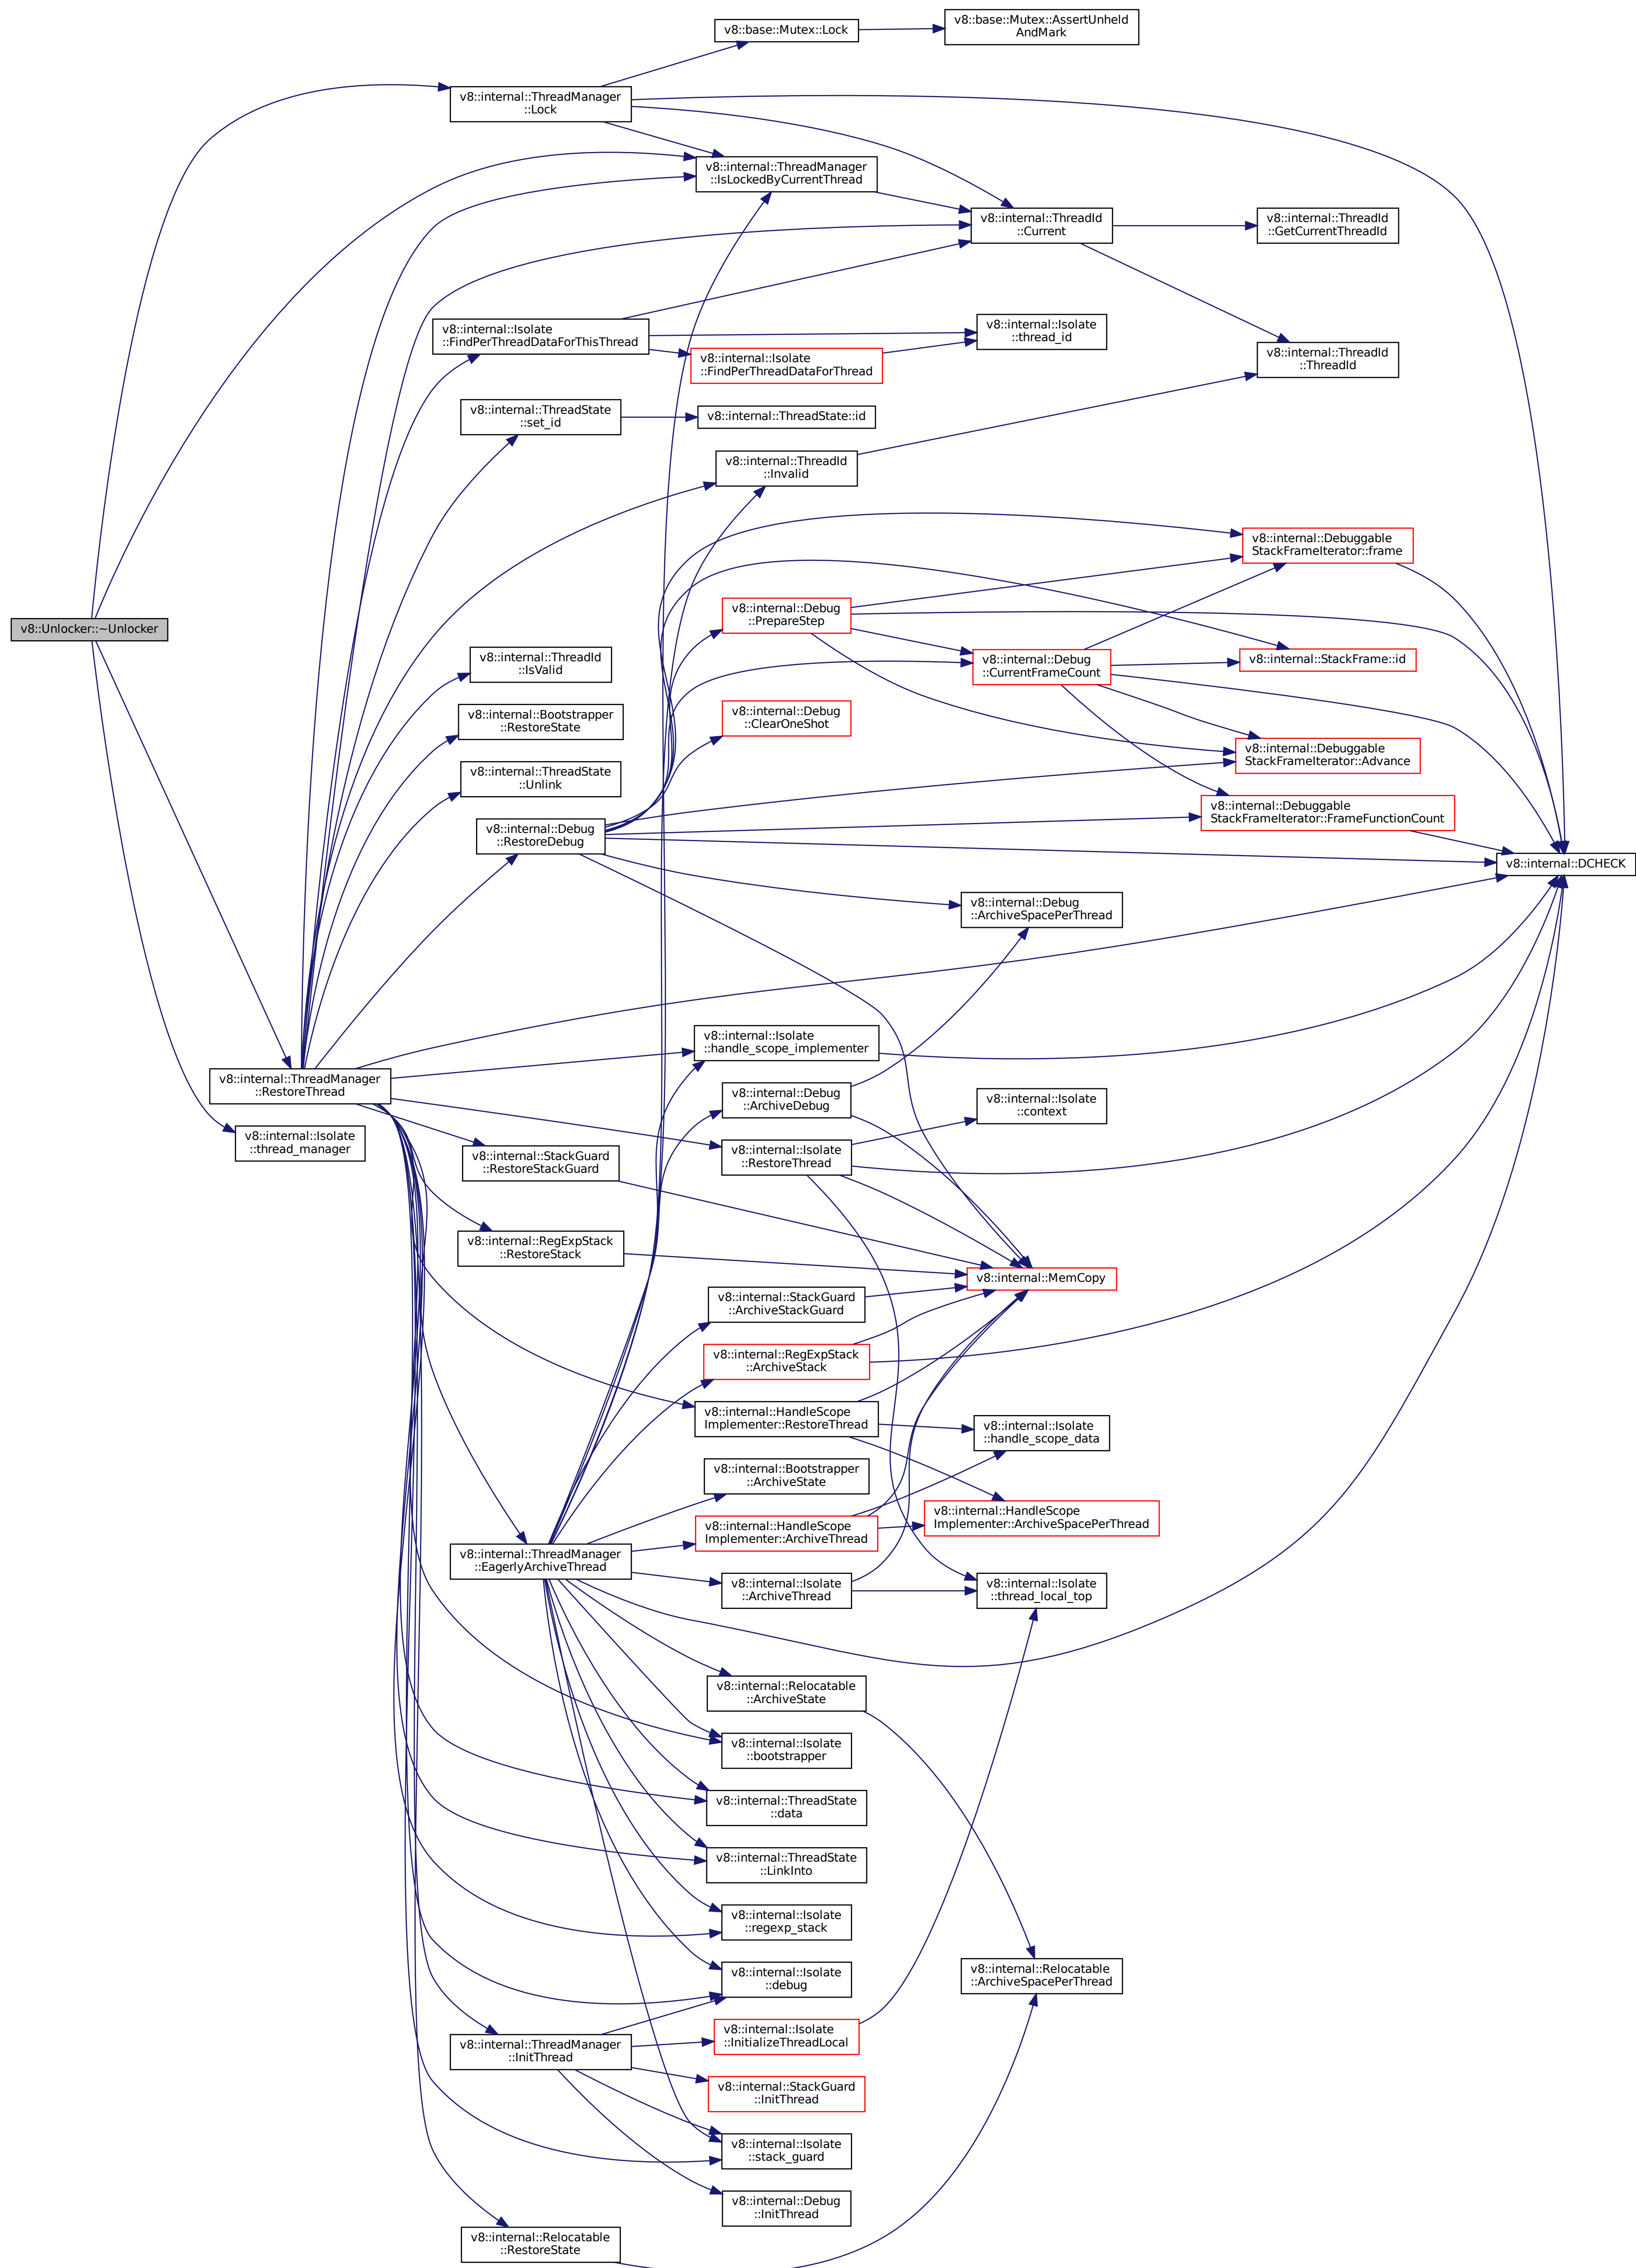 v8::base::Mutex::Lock
v8::base::Mutex::AssertUnheld
AndMark
v8::internal::ThreadManager
::Lock
v8::internal::ThreadManager
::IsLockedByCurrentThread
v8::internal::ThreadId
::Current
v8::internal::ThreadId
::GetCurrentThreadId
v8::internal::Isolate
::FindPerThreadDataForThisThread
v8::internal::Isolate
::thread_id
v8::internal::Isolate
::FindPerThreadDataForThread
v8::internal::ThreadId
::ThreadId
v8::internal::ThreadState
::set_id
v8::internal::ThreadState::id
v8::internal::ThreadId
::Invalid
v8::internal::Debuggable
StackFrameIterator::frame
v8::Unlocker::~Unlocker
v8::internal::Debug
::PrepareStep
v8::internal::ThreadId
::IsValid
v8::internal::Debug
::CurrentFrameCount
v8::internal::StackFrame::id
v8::internal::Bootstrapper
::RestoreState
v8::internal::Debug
::ClearOneShot
v8::internal::Debuggable
StackFrameIterator::Advance
v8::internal::ThreadState
::Unlink
v8::internal::Debuggable
StackFrameIterator::FrameFunctionCount
v8::internal::Debug
::RestoreDebug
v8::internal::DCHECK
v8::internal::Debug
::ArchiveSpacePerThread
v8::internal::Isolate
::handle_scope_implementer
v8::internal::ThreadManager
::RestoreThread
v8::internal::Debug
::ArchiveDebug
v8::internal::Isolate
::context
v8::internal::Isolate
::thread_manager
v8::internal::StackGuard
::RestoreStackGuard
v8::internal::Isolate
::RestoreThread
v8::internal::RegExpStack
::RestoreStack
v8::internal::MemCopy
v8::internal::StackGuard
::ArchiveStackGuard
v8::internal::RegExpStack
::ArchiveStack
v8::internal::HandleScope
Implementer::RestoreThread
v8::internal::Isolate
::handle_scope_data
v8::internal::Bootstrapper
::ArchiveState
v8::internal::HandleScope
Implementer::ArchiveSpacePerThread
v8::internal::HandleScope
Implementer::ArchiveThread
v8::internal::ThreadManager
::EagerlyArchiveThread
v8::internal::Isolate
::ArchiveThread
v8::internal::Isolate
::thread_local_top
v8::internal::Relocatable
::ArchiveState
v8::internal::Isolate
::bootstrapper
v8::internal::ThreadState
::data
v8::internal::ThreadState
::LinkInto
v8::internal::Isolate
::regexp_stack
v8::internal::Isolate
::debug
v8::internal::Relocatable
::ArchiveSpacePerThread
v8::internal::ThreadManager
::InitThread
v8::internal::Isolate
::InitializeThreadLocal
v8::internal::StackGuard
::InitThread
v8::internal::Isolate
::stack_guard
v8::internal::Debug
::InitThread
v8::internal::Relocatable
::RestoreState